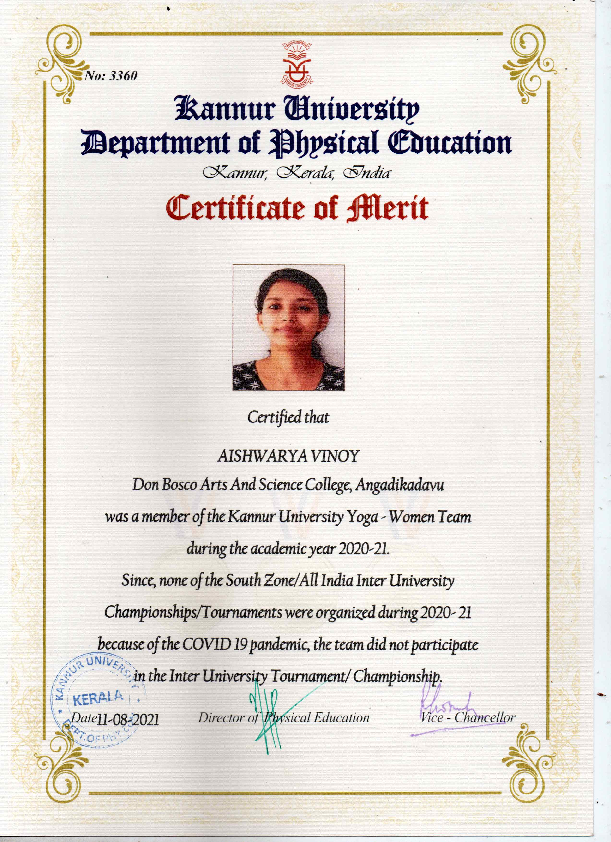 No: 3360
Kannur University
Department of Physical Education
Kannur, Kerala, India
Certificate of Merit
Certified that
AISHWARYA VINOY
Don Bosco Arts And Science College, Angadikadavu
was a member of the Kannur University Yoga - Women Team
during the academic year 2020-21.
Since, none of the South Zone/All India Inter University
Championships/Tournaments were organized during 2020- 21
because of the COVID 19 pandemic, the team did not participate
in the Inter University Tournament/ Championship.
KANNUR UNIVERSITY
KERALA
Date11-08-2021
Director of Physical Education
Vice - Chancellor